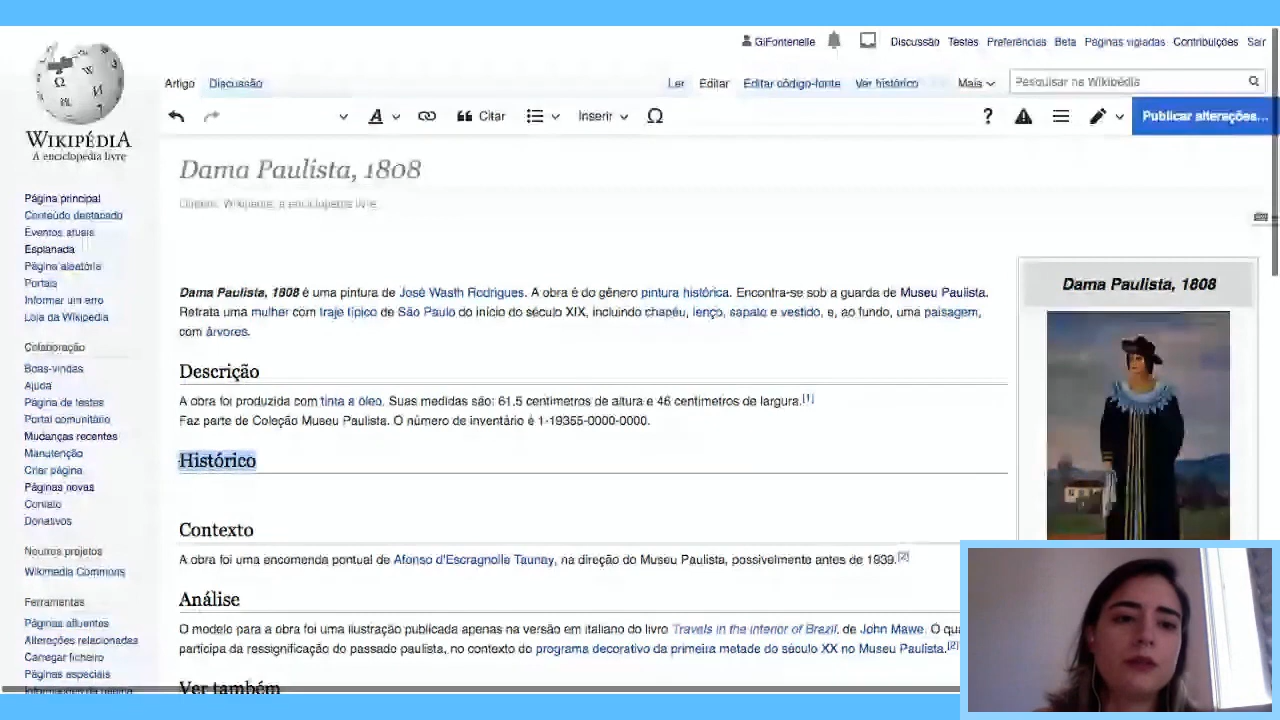 GiFontenelle Discussão Testes Preferências Beta Páginas vigiadas Contribuições Sair
Artigo Discussão Ler Editar Editar código-fonte Ver histórico Mais Pesquisar na Wikipédia
WIKIPÉDIA
A enciclopédia livre
A Citar Inserir Ω ? Publicar alterações...
Dama Paulista, 1808
Wikipédia, a enciclopédia livre
Página principal
Conteúdo destacado
Eventos atuais
Esplanada
Página aleatória
Portais
Informar um erro
Loja da Wikipédia
Colaboração
Boas-vindas
Ajuda
Página de testes
Portal comunitário
Mudanças recentes
Manutenção
Criar página
Páginas novas
Contato
Donativos
Noutros projetos
Wikimedia Commons
Ferramentas
Páginas afluentes
Alterações relacionadas
Carregar ficheiro
Páginas especiais
Dama Paulista, 1808 é uma pintura de José Wasth Rodrigues. A obra é do gênero pintura histórica. Encontra-se sob a guarda de Museu Paulista.
Retrata uma mulher com traje típico de São Paulo do início do século XIX, incluindo chapéu, lenço, sapato e vestido, e, ao fundo, uma paisagem,
com árvores.
Descrição
A obra foi produzida com tinta a óleo. Suas medidas são: 61.5 centímetros de altura e 46 centímetros de largura.[1]
Faz parte de Coleção Museu Paulista. O número de inventário é 1-19355-0000-0000.
Histórico
Contexto
A obra foi uma encomenda pontual de Afonso d'Escragnolle Taunay, na direção do Museu Paulista, possivelmente antes de 1939.[2]
Análise
O modelo para a obra foi uma ilustração publicada apenas na versão em italiano do livro Travels in the interior of Brazil, de John Mawe. O
participa da ressignificação do passado paulista, no contexto do programa decorativo da primeira metade do século XX no Museu Paulista.[2]
Ver também
Dama Paulista, 1808